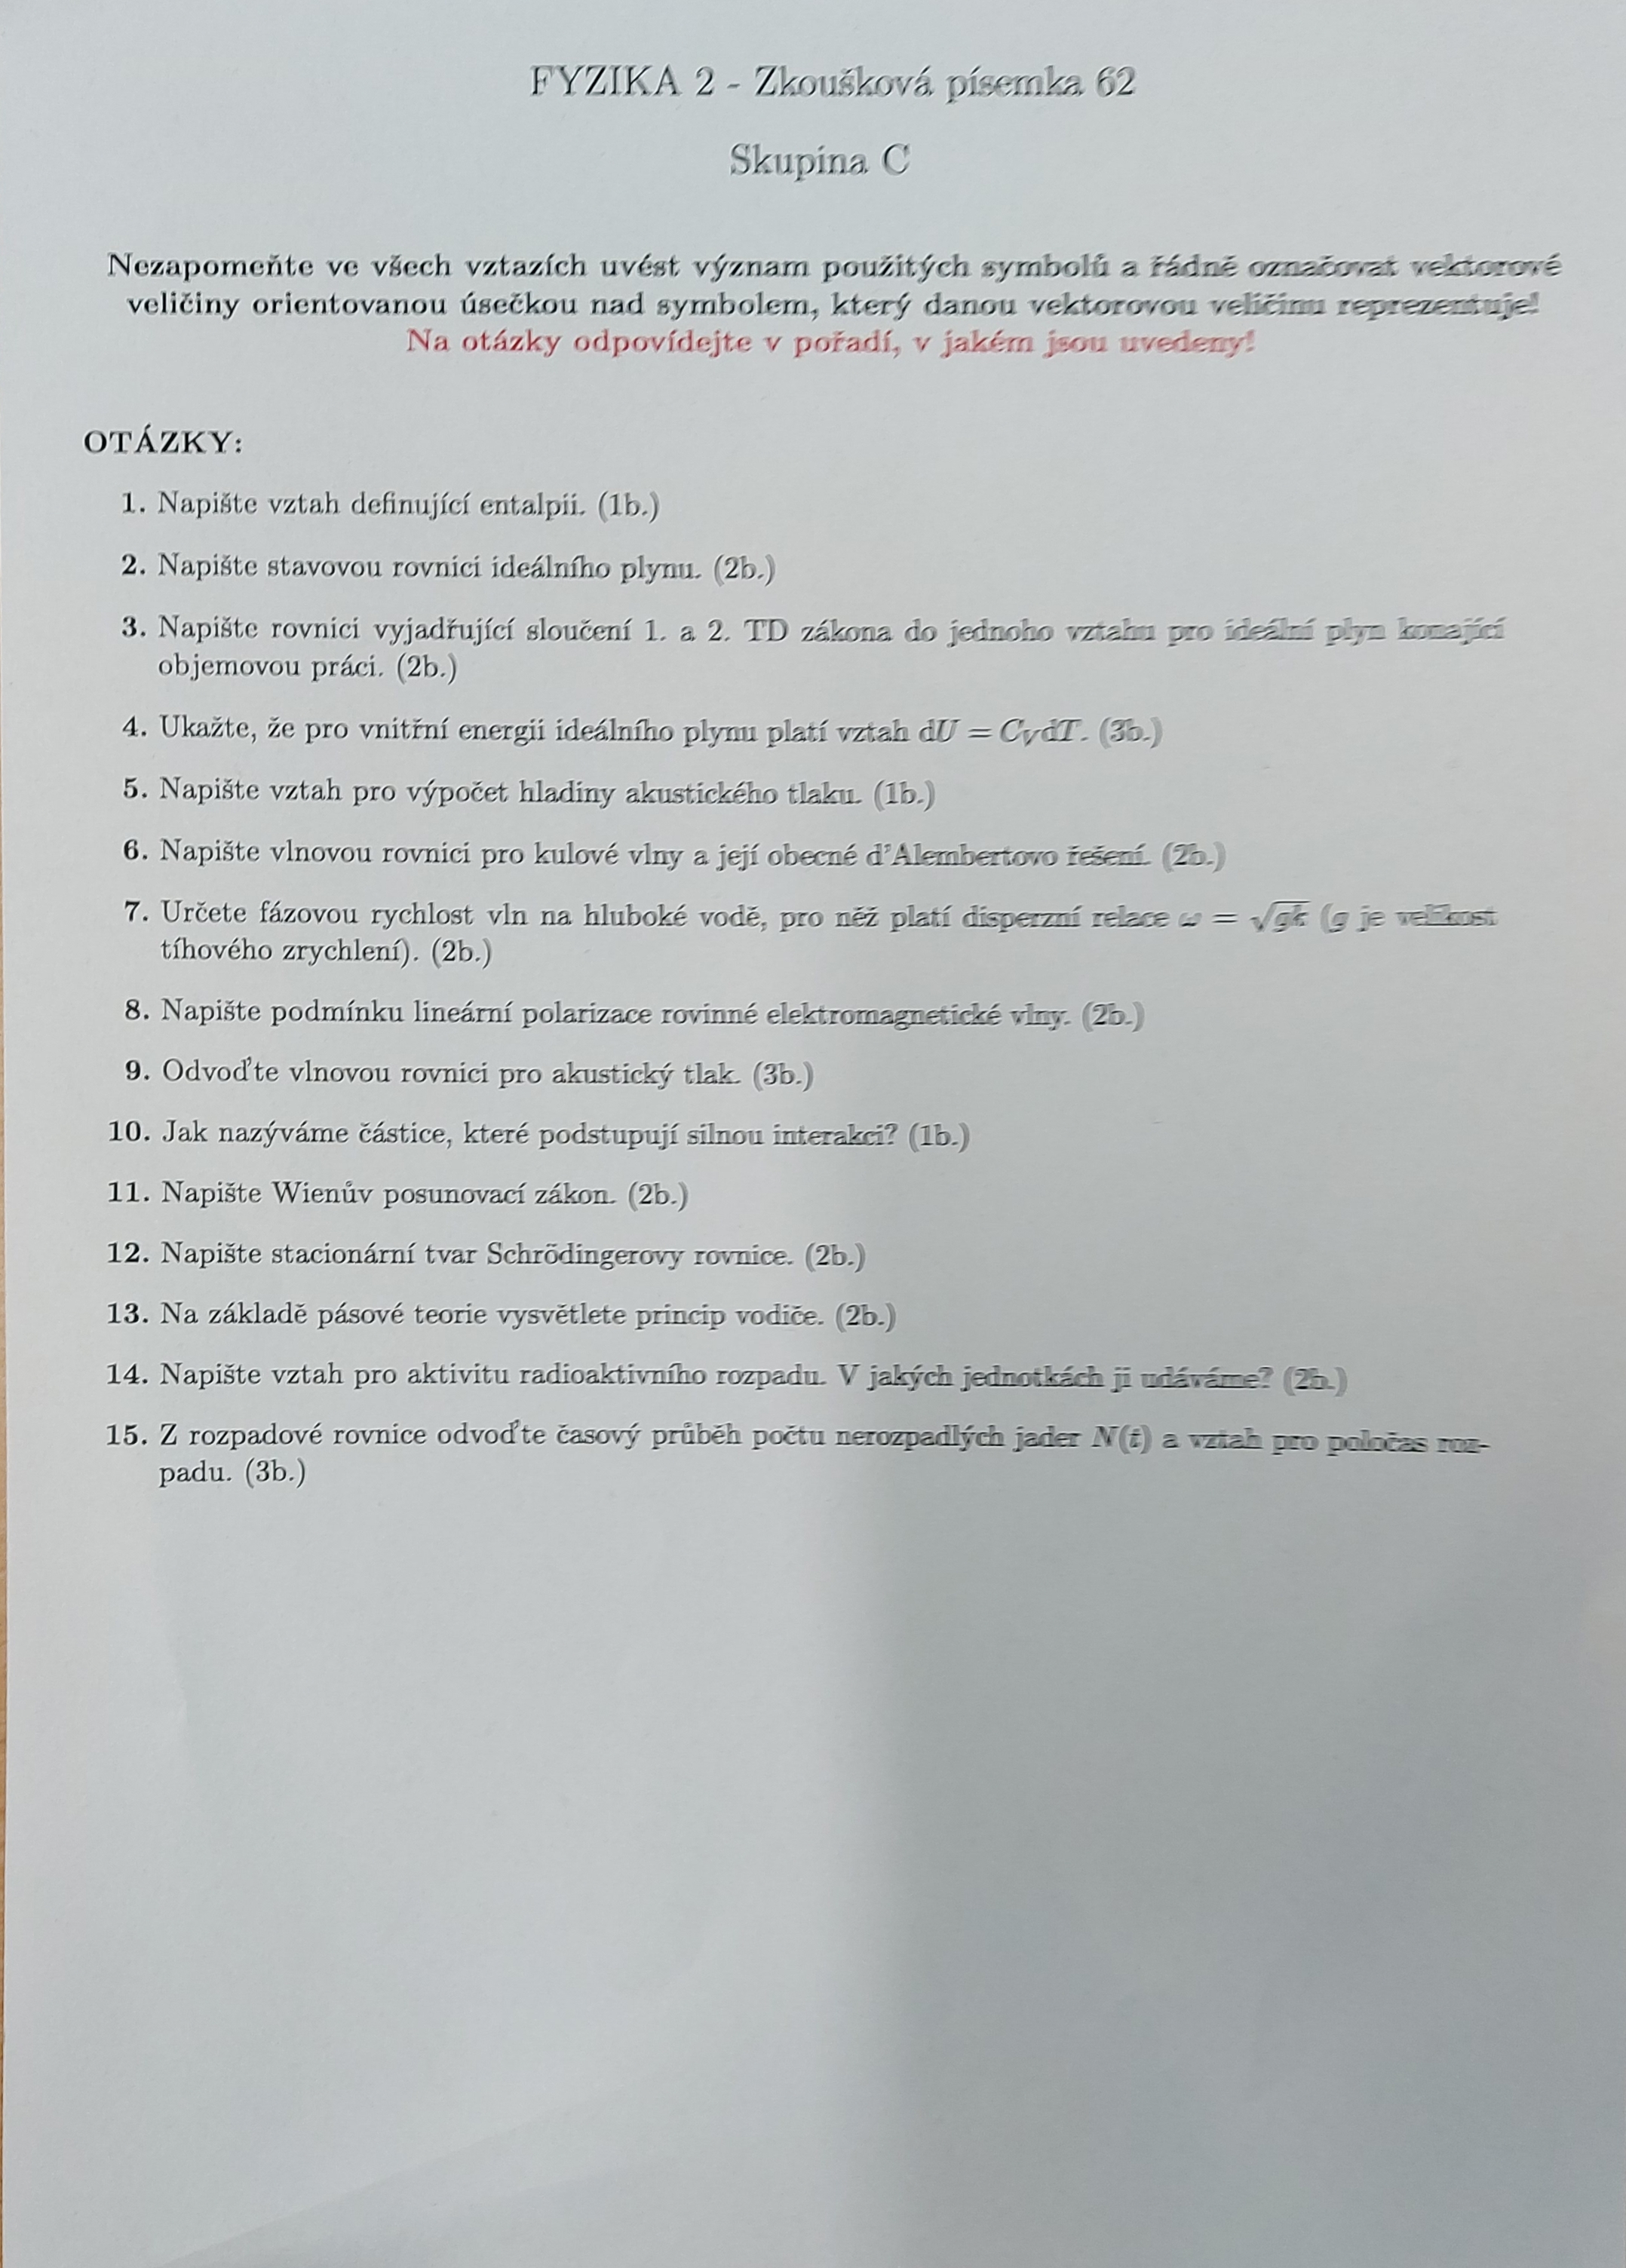 FYZIKA 2 - Zkoušková písemka 62
Skupina C
Nezapomeňte ve všech vztazích uvést význam použitých symbolů a řádně označovat vektorové
veličiny orientovanou úsečkou nad symbolem, který danou vektorovou veličinu reprezentuje!
Na otázky odpovídejte v pořadí, v jakém jsou uvedeny!
OTÁZKY:
1. Napište vztah definující entalpii. (1b.)
2. Napište stavovou rovnici ideálního plynu. (2b.)
3. Napište rovnici vyjadřující sloučení 1. a 2. TD zákona do jednoho vztahu pro ideální plyn konající
objemovou práci. (2b.)
4. Ukažte, že pro vnitřní energii ideálního plynu platí vztah dU = C_V dT. (3b.)
5. Napište vztah pro výpočet hladiny akustického tlaku. (1b.)
6. Napište vlnovou rovnici pro kulové vlny a její obecné d'Alembertovo řešení. (2b.)
7. Určete fázovou rychlost vln na hluboké vodě, pro něž platí disperzní relace ω = √gk (g je velikost
tíhového zrychlení). (2b.)
8. Napište podmínku lineární polarizace rovinné elektromagnetické vlny. (2b.)
9. Odvoďte vlnovou rovnici pro akustický tlak. (3b.)
10. Jak nazýváme částice, které podstupují silnou interakci? (1b.)
11. Napište Wienův posunovací zákon. (2b.)
12. Napište stacionární tvar Schrödingerovy rovnice. (2b.)
13. Na základě pásové teorie vysvětlete princip vodiče. (2b.)
14. Napište vztah pro aktivitu radioaktivního rozpadu. V jakých jednotkách ji udáváme? (2b.)
15. Z rozpadové rovnice odvoďte časový průběh počtu nerozpadlých jader N(t) a vztah pro poločas roz-
padu. (3b.)